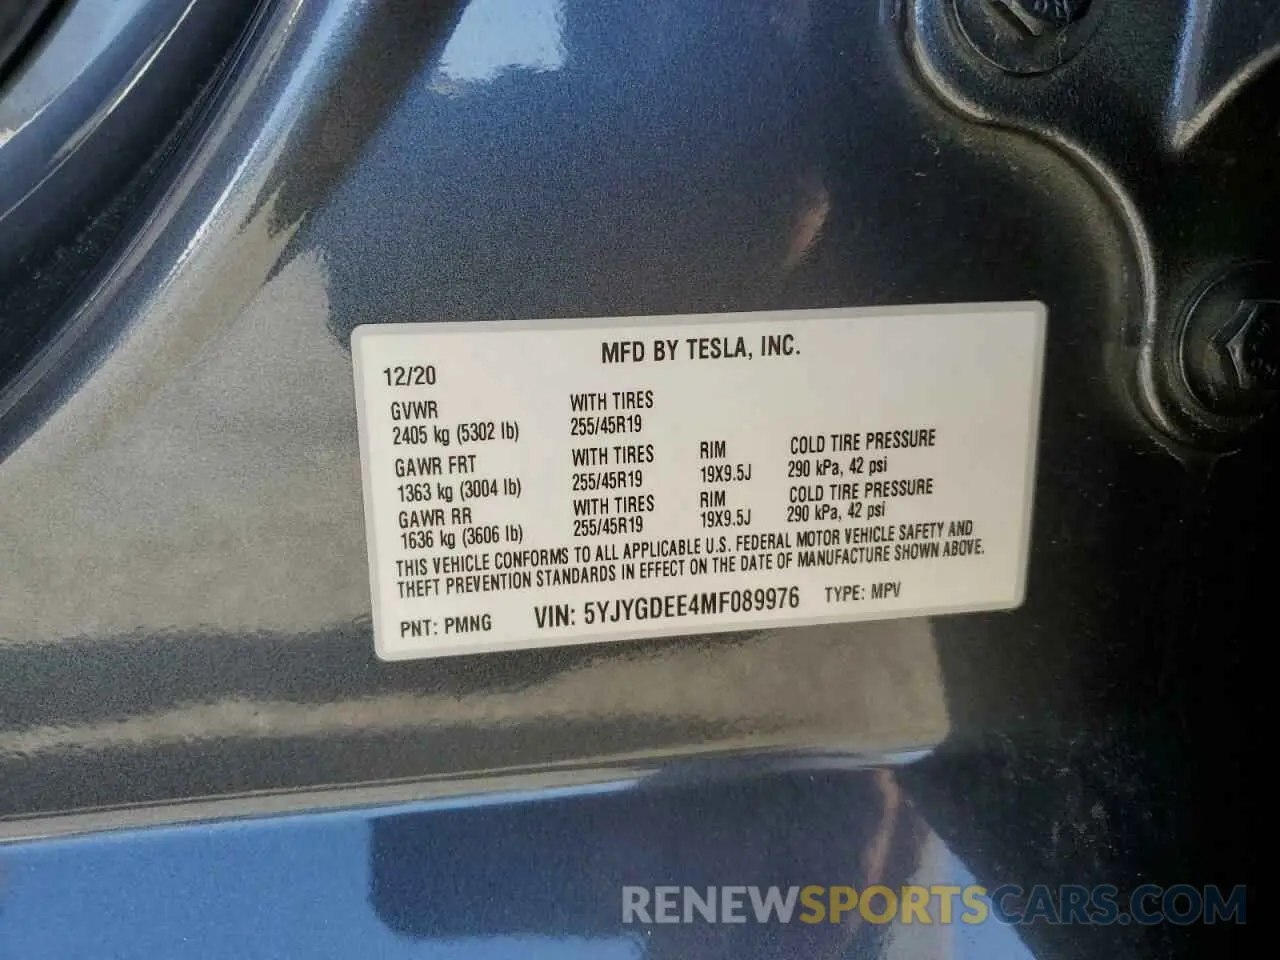 MFD BY TESLA, INC.
12/20
GVWR WITH TIRES
2405 kg (5302 lb) 255/45R19
GAWR FRT WITH TIRES RIM COLD TIRE PRESSURE
1363 kg (3004 lb) 255/45R19 19X9.5J 290 kPa, 42 psi
GAWR RR WITH TIRES RIM COLD TIRE PRESSURE
1636 kg (3606 lb) 255/45R19 19X9.5J 290 kPa, 42 psi
THIS VEHICLE CONFORMS TO ALL APPLICABLE U.S. FEDERAL MOTOR VEHICLE SAFETY AND
THEFT PREVENTION STANDARDS IN EFFECT ON THE DATE OF MANUFACTURE SHOWN ABOVE.
PNT: PMNG VIN: 5YJYGDEE4MF089976 TYPE: MPV
RENEWSPORTSCARS.COM